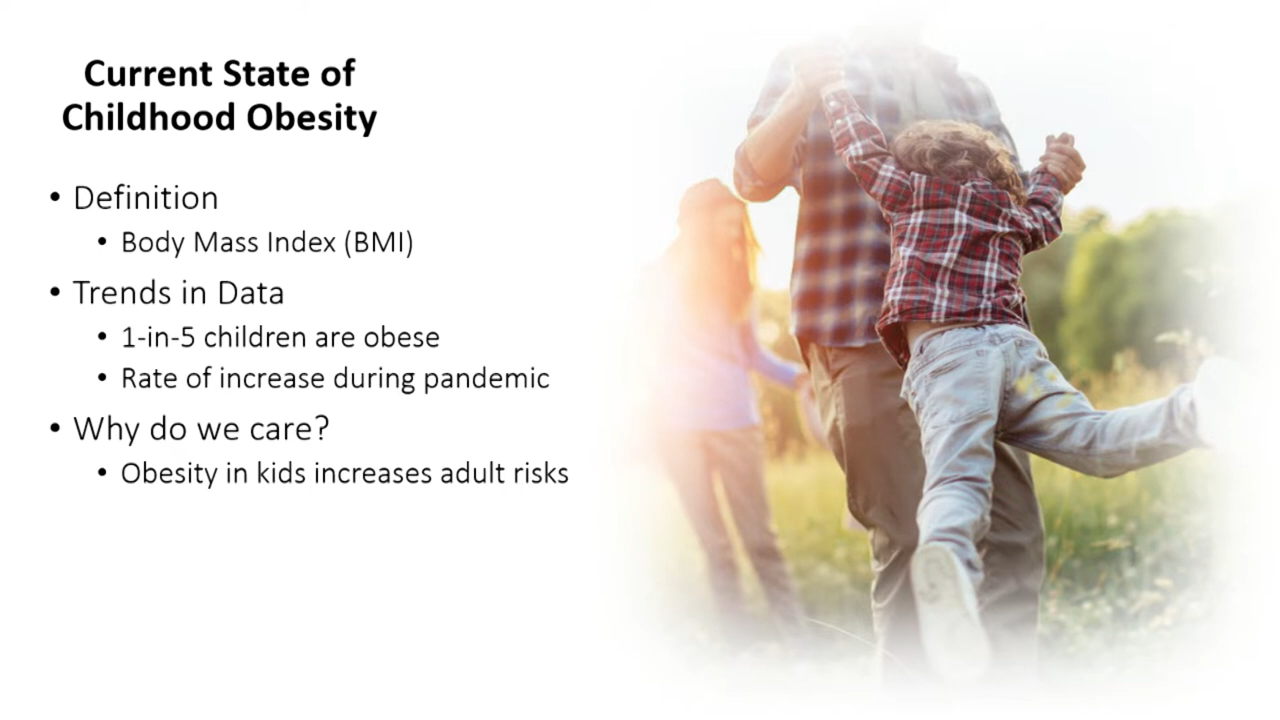 Current State of
Childhood Obesity
• Definition
• Body Mass Index (BMI)
• Trends in Data
• 1-in-5 children are obese
• Rate of increase during pandemic
• Why do we care?
• Obesity in kids increases adult risks